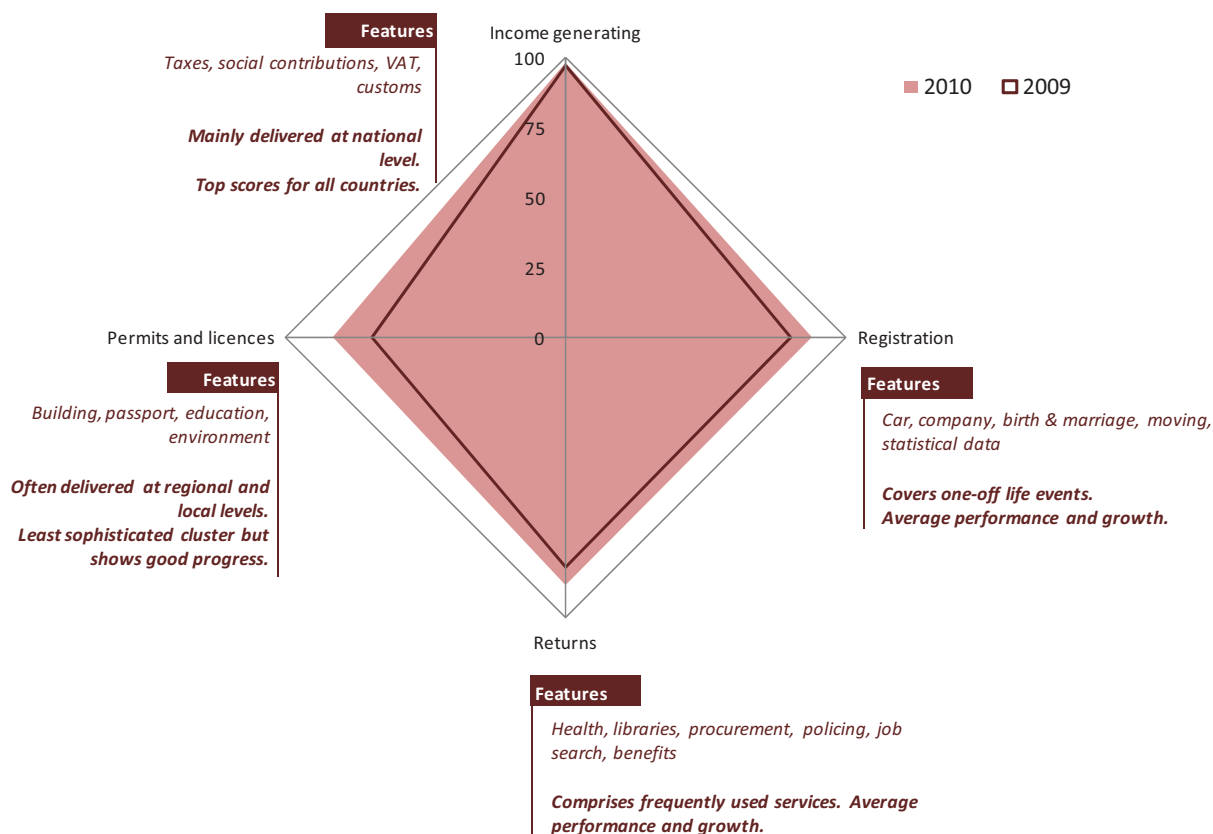 Features
Taxes, social contributions, VAT,
customs
Mainly delivered at national
level.
Top scores for all countries.
Income generating
100
75
50
25
0
2010
2009
Permits and licences
Features
Building, passport, education,
environment
Often delivered at regional and
local levels.
Least sophisticated cluster but
shows good progress.
Registration
Features
Car, company, birth & marriage, moving,
statistical data
Covers one-off life events.
Average performance and growth.
Returns
Features
Health, libraries, procurement, policing, job
search, benefits
Comprises frequently used services. Average
performance and growth.